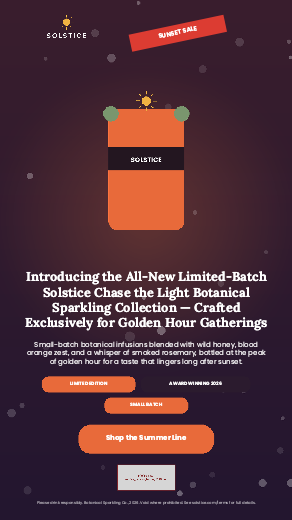 SOLSTICE
SUNSET SALE
SOLSTICE
Introducing the All-New Limited-Batch
Solstice Chase the Light Botanical
Sparkling Collection — Crafted
Exclusively for Golden Hour Gatherings
Small-batch botanical infusions blended with wild honey, blood
orange zest, and a whisper of smoked rosemary, bottled at the peak
of golden hour for a taste that lingers long after sunset.
LIMITED EDITION
AWARD WINNING 2026
SMALL BATCH
Shop the Summer Line